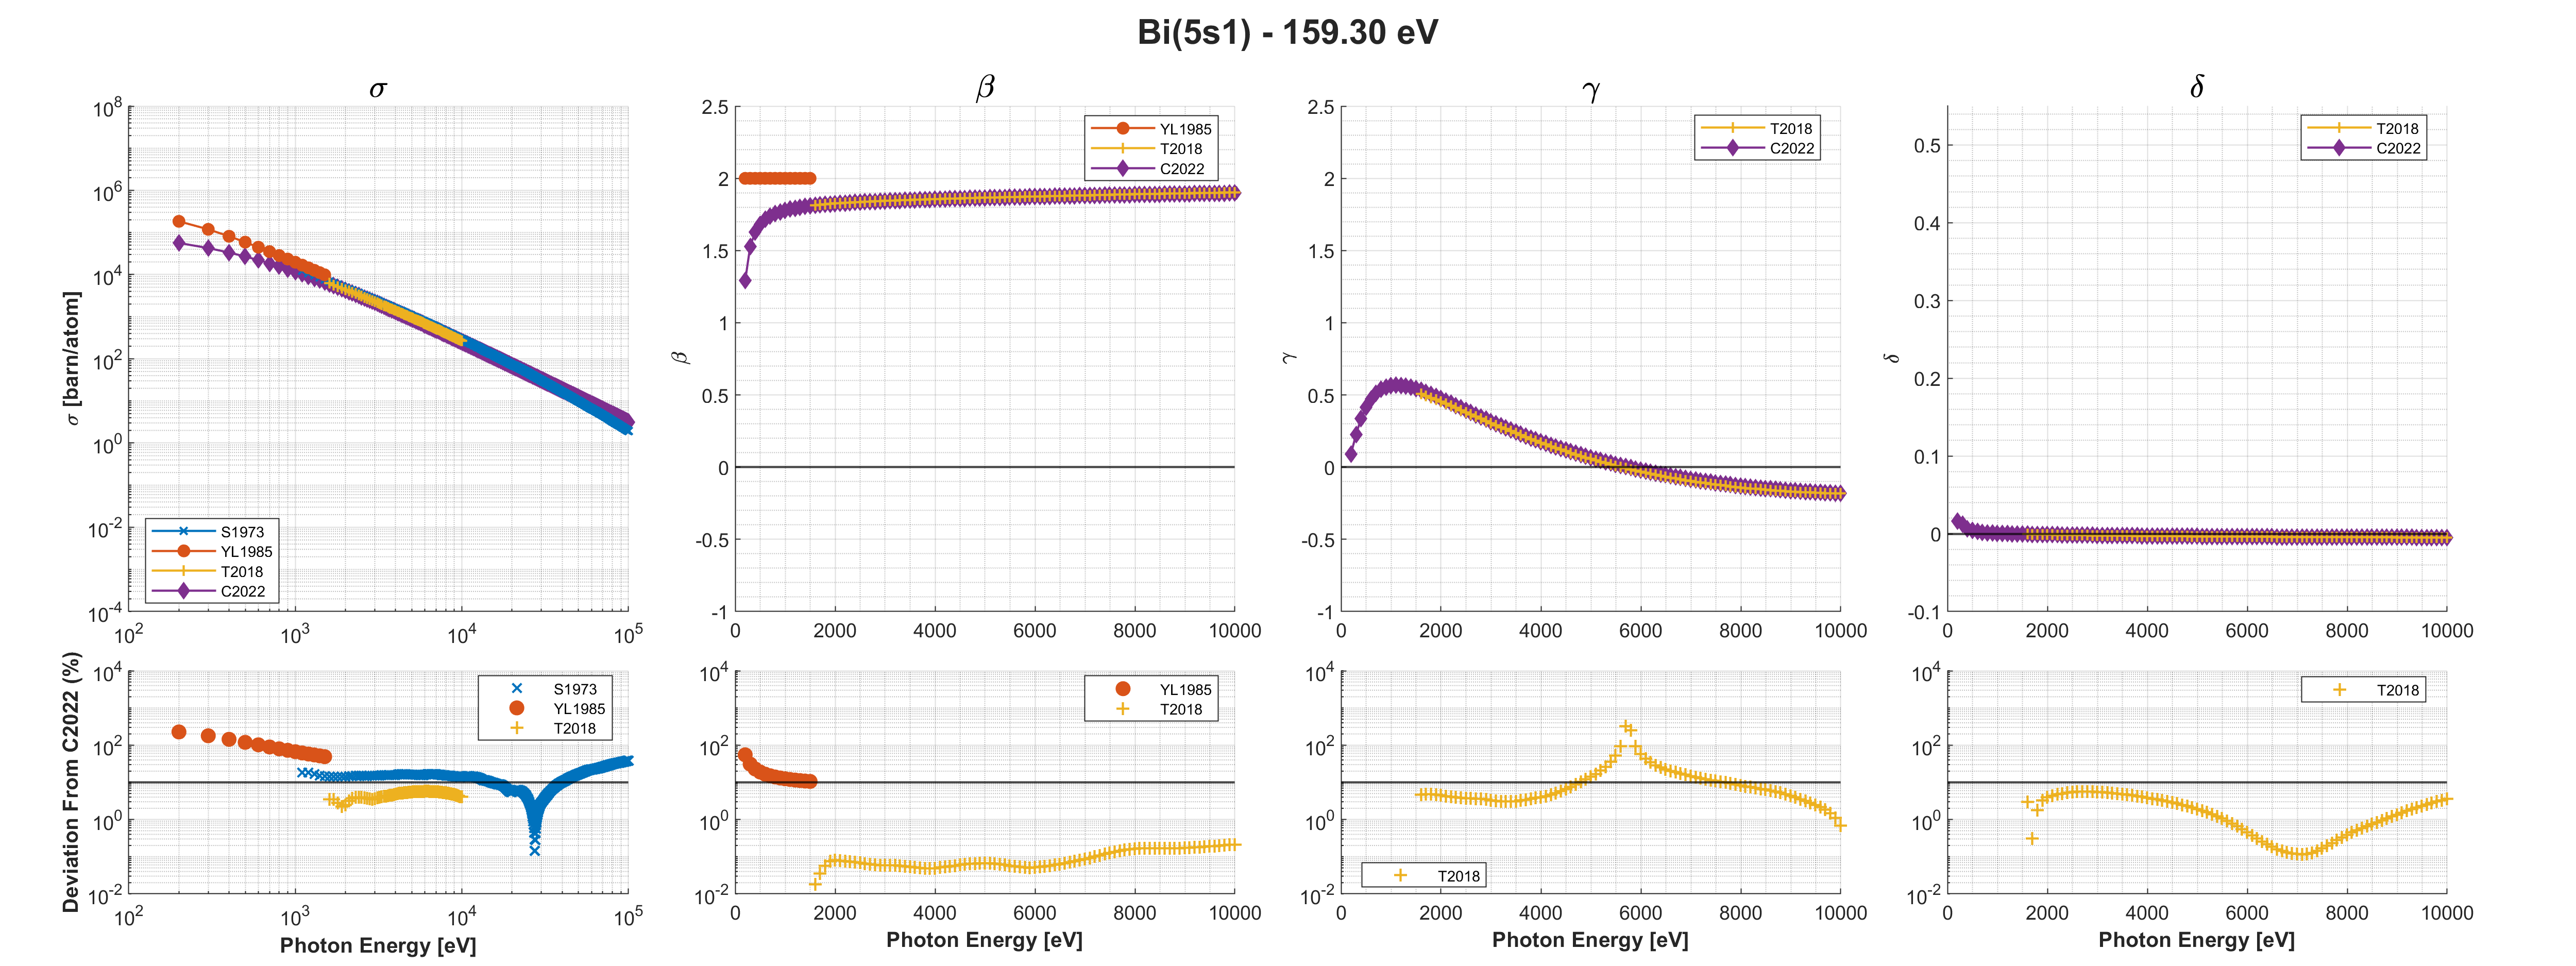 Bi(5s1) - 159.30 eV
σ
10^8
10^6
10^4
10^2
10^0
10^-2
10^-4
10^2
10^3
10^4
10^5
σ [barn/atom]
S1973
YL1985
T2018
C2022
β
2.5
2
1.5
1
0.5
0
-0.5
-1
0
2000
4000
6000
8000
10000
β
YL1985
T2018
C2022
γ
2.5
2
1.5
1
0.5
0
-0.5
-1
0
2000
4000
6000
8000
10000
γ
T2018
C2022
δ
0.5
0.4
0.3
0.2
0.1
0
-0.1
0
2000
4000
6000
8000
10000
δ
T2018
C2022
10^4
10^2
10^0
10^-2
10^2
10^3
10^4
10^5
Deviation From C2022 (%)
Photon Energy [eV]
S1973
YL1985
T2018
10^4
10^2
10^0
10^-2
0
2000
4000
6000
8000
10000
Photon Energy [eV]
YL1985
T2018
10^4
10^2
10^0
10^-2
0
2000
4000
6000
8000
10000
Photon Energy [eV]
T2018
10^4
10^2
10^0
10^-2
0
2000
4000
6000
8000
10000
Photon Energy [eV]
T2018